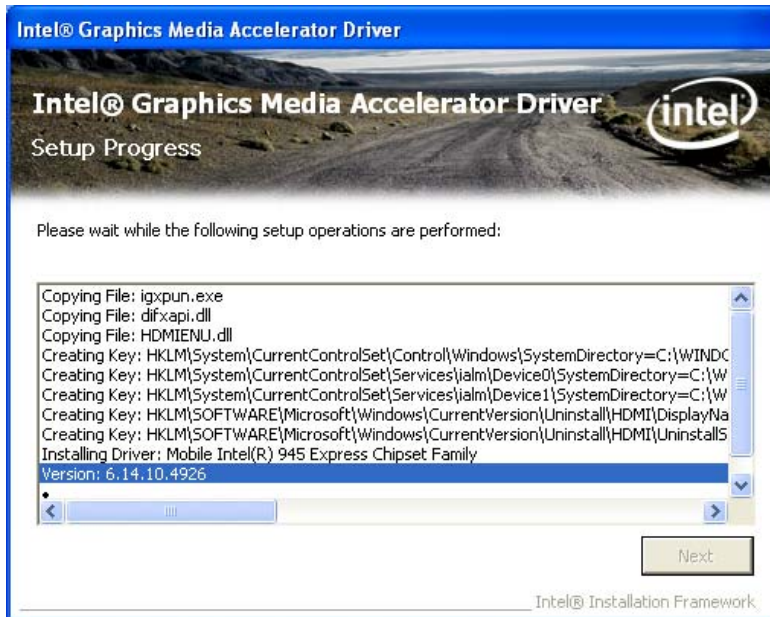 Intel® Graphics Media Accelerator Driver
Intel® Graphics Media Accelerator Driver
intel
Setup Progress
Please wait while the following setup operations are performed:
Copying File: igxpun.exe
Copying File: difxapi.dll
Copying File: HDMIENU.dll
Creating Key: HKLM\System\CurrentControlSet\Control\Windows\SystemDirectory=C:\WINDO
Creating Key: HKLM\System\CurrentControlSet\Services\ialm\Device0\SystemDirectory=C:\W
Creating Key: HKLM\System\CurrentControlSet\Services\ialm\Device1\SystemDirectory=C:\W
Creating Key: HKLM\SOFTWARE\Microsoft\Windows\CurrentVersion\Uninstall\HDMI\DisplayNa
Creating Key: HKLM\SOFTWARE\Microsoft\Windows\CurrentVersion\Uninstall\HDMI\UninstallS
Installing Driver: Mobile Intel(R) 945 Express Chipset Family
Version: 6.14.10.4926
Next
Intel® Installation Framework